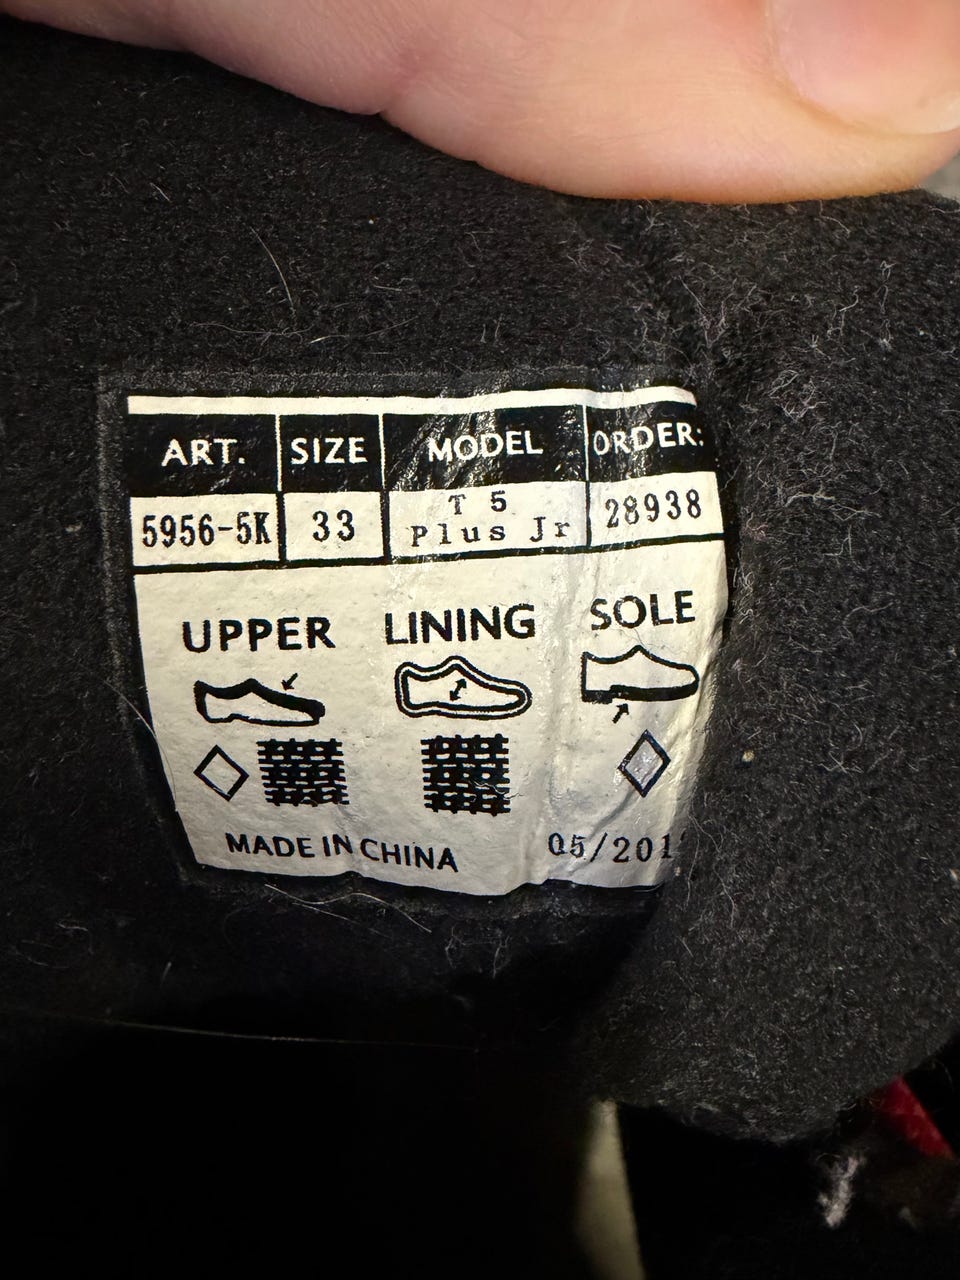 ART. SIZE MODEL ORDER:
5956-5K 33 T 5 Plus Jr 28938
UPPER LINING SOLE
MADE IN CHINA